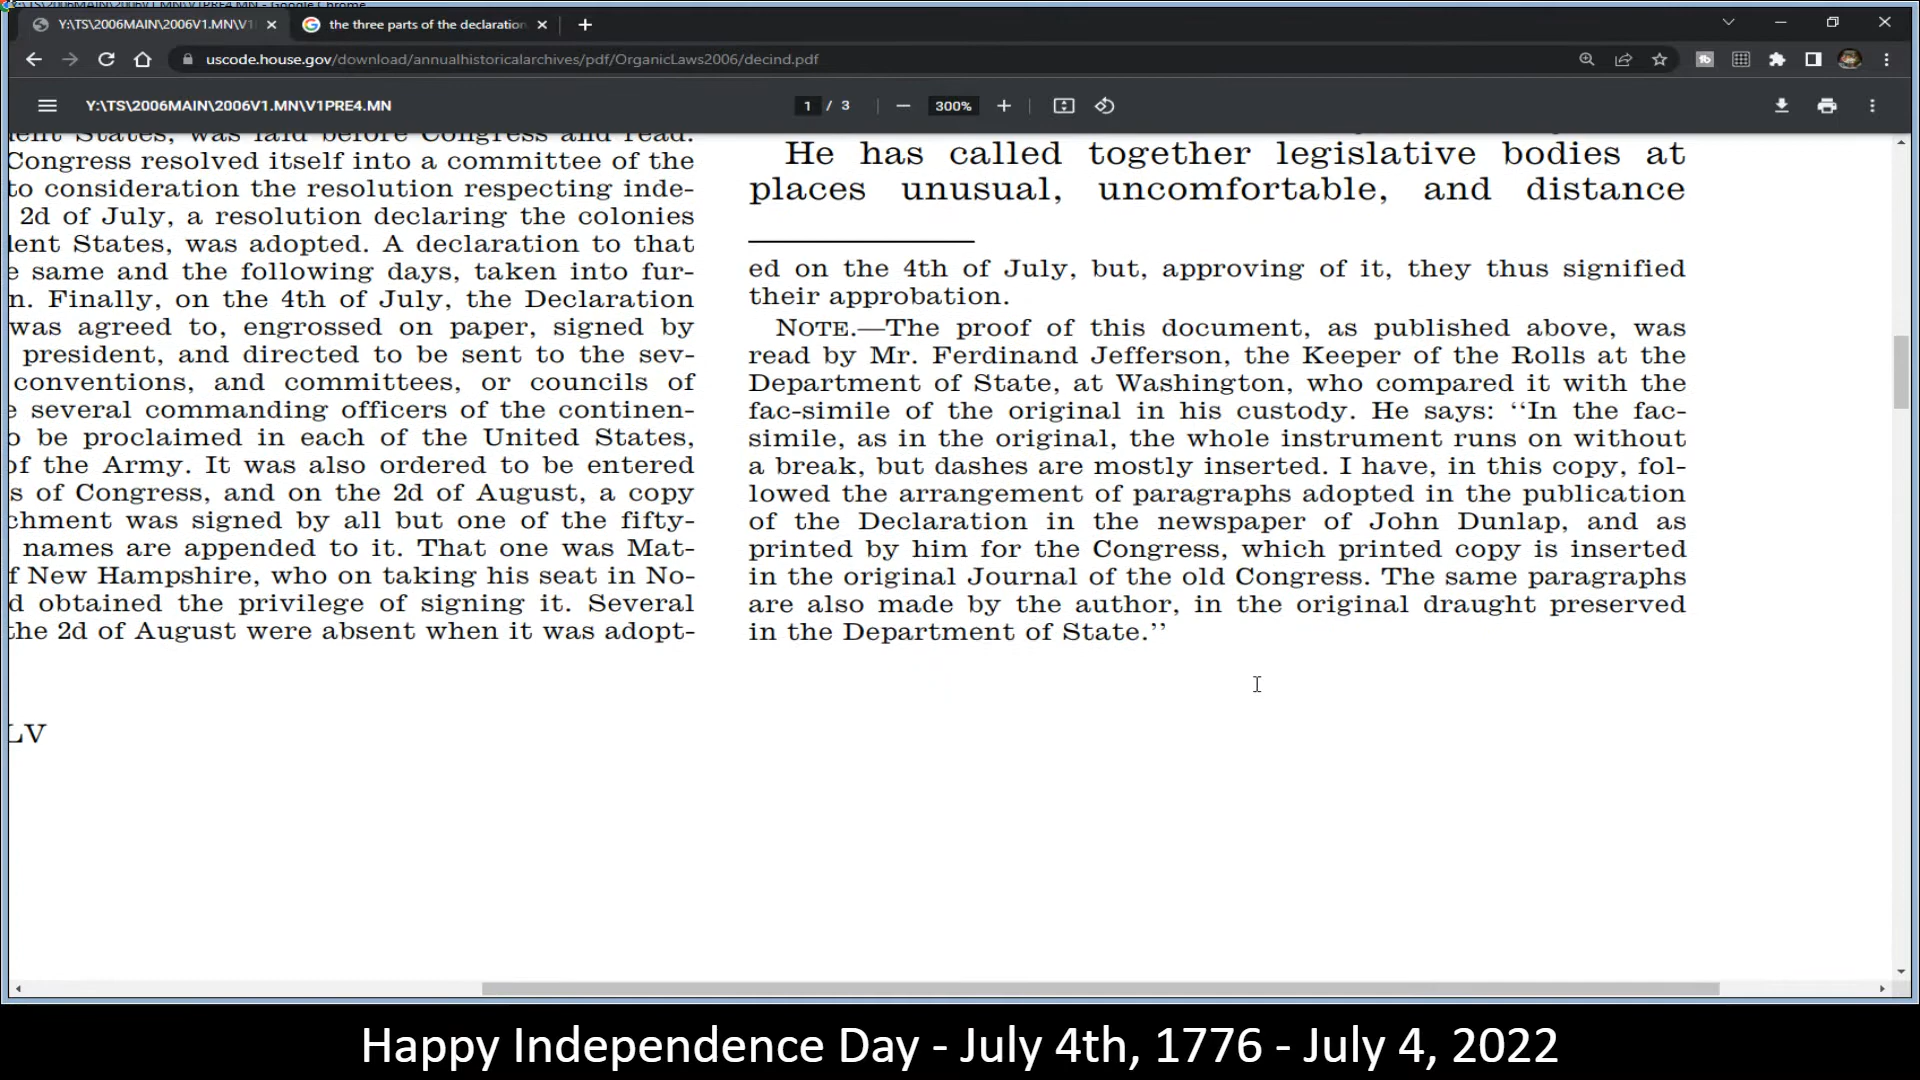 Y:\TS\2006MAIN\2006V1.MN\V1PRE4.MN - Google Chrome
Y:\TS\2006MAIN\2006V1.MN\V1
the three parts of the declaration
uscode.house.gov/download/annualhistoricalarchives/pdf/OrganicLaws2006/decind.pdf
Y:\TS\2006MAIN\2006V1.MN\V1PRE4.MN
1 / 3
300%
ent States, was laid before Congress and read.
Congress resolved itself into a committee of the
to consideration the resolution respecting inde-
2d of July, a resolution declaring the colonies
lent States, was adopted. A declaration to that
e same and the following days, taken into fur-
n. Finally, on the 4th of July, the Declaration
was agreed to, engrossed on paper, signed by
president, and directed to be sent to the sev-
conventions, and committees, or councils of
e several commanding officers of the continen-
o be proclaimed in each of the United States,
of the Army. It was also ordered to be entered
s of Congress, and on the 2d of August, a copy
chment was signed by all but one of the fifty-
names are appended to it. That one was Mat-
f New Hampshire, who on taking his seat in No-
d obtained the privilege of signing it. Several
the 2d of August were absent when it was adopt-
LV
He has called together legislative bodies at
places unusual, uncomfortable, and distance
ed on the 4th of July, but, approving of it, they thus signified
their approbation.
NOTE.—The proof of this document, as published above, was
read by Mr. Ferdinand Jefferson, the Keeper of the Rolls at the
Department of State, at Washington, who compared it with the
fac-simile of the original in his custody. He says: ‘‘In the fac-
simile, as in the original, the whole instrument runs on without
a break, but dashes are mostly inserted. I have, in this copy, fol-
lowed the arrangement of paragraphs adopted in the publication
of the Declaration in the newspaper of John Dunlap, and as
printed by him for the Congress, which printed copy is inserted
in the original Journal of the old Congress. The same paragraphs
are also made by the author, in the original draught preserved
in the Department of State.’’
Happy Independence Day - July 4th, 1776 - July 4, 2022